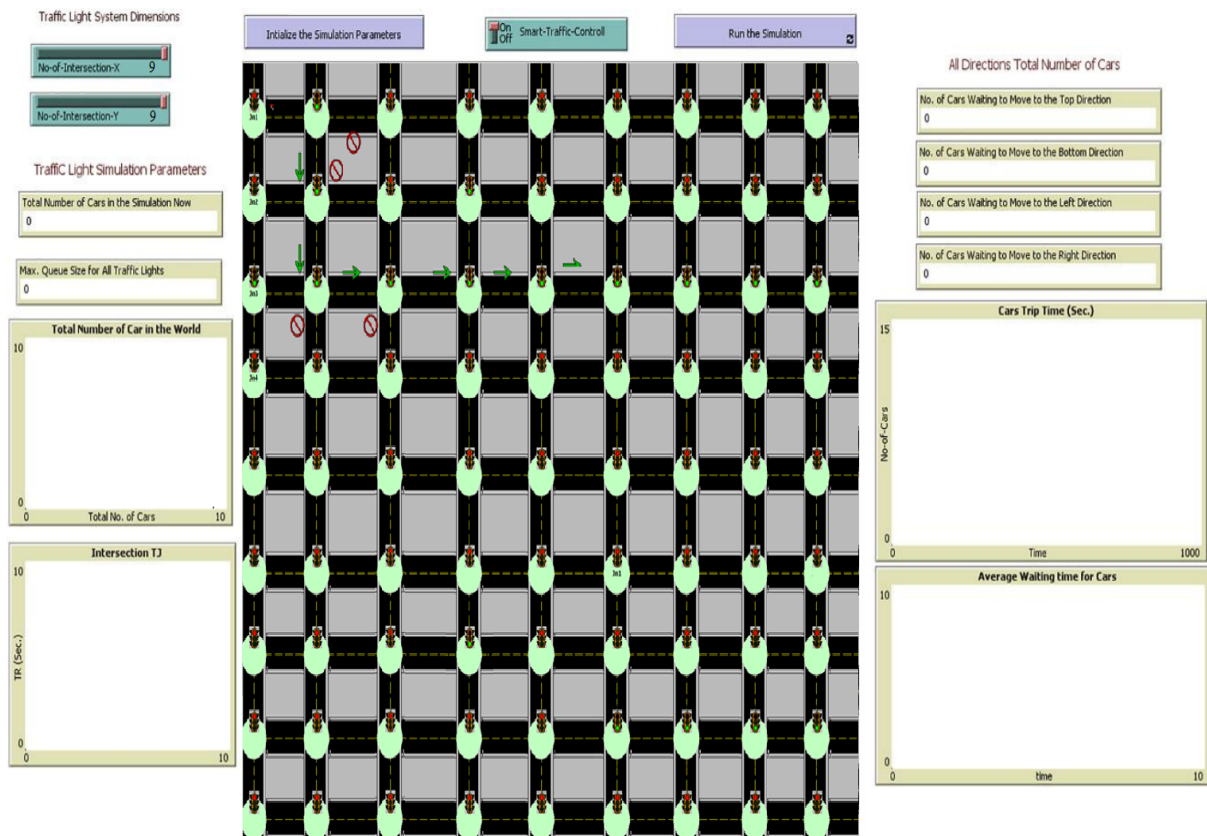 Traffic Light System Dimensions
No-of-Intersection-X 9
No-of-Intersection-Y 9
TraffiC Light Simulation Parameters
Total Number of Cars in the Simulation Now
0
Max. Queue Size for All Traffic Lights
0
Total Number of Car in the World
10
0
0 Total No. of Cars 10
Intersection TJ
10
TR (Sec.)
0
0 10
Intialize the Simulation Parameters
On
Off
Smart-Traffic-Controll
Run the Simulation
Jn1
Jn2
Jn3
Jn4
All Directions Total Number of Cars
No. of Cars Waiting to Move to the Top Direction
0
No. of Cars Waiting to Move to the Bottom Direction
0
No. of Cars Waiting to Move to the Left Direction
0
No. of Cars Waiting to Move to the Right Direction
0
Cars Trip Time (Sec.)
15
No-of-Cars
0
0 Time 1000
Average Waiting time for Cars
10
0
0 time 10